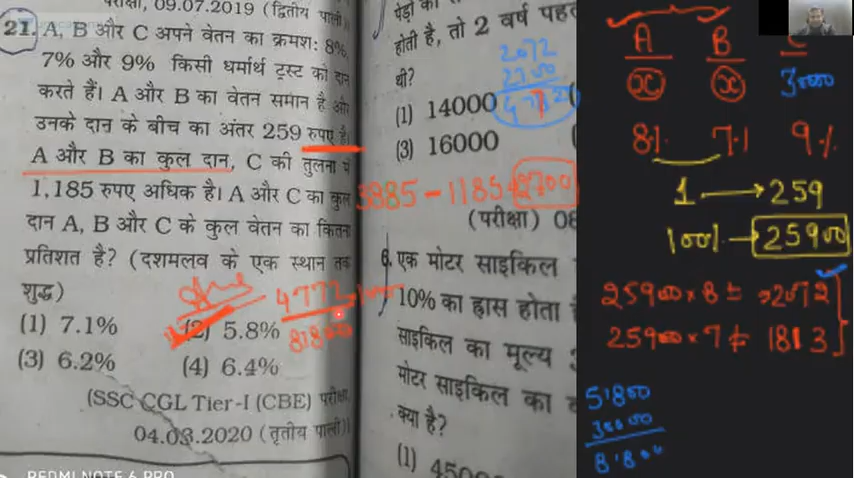 परीक्षा, 09.07.2019 (द्वितीय पाली)
21. A, B और C अपने वेतन का क्रमश: 8%,
7% और 9% किसी धर्मार्थ ट्रस्ट को दान
करते हैं। A और B का वेतन समान है और
उनके दान के बीच का अंतर 259 रुपए है।
A और B का कुल दान, C की तुलना में
1,185 रुपए अधिक है। A और C का कुल
दान A, B और C के कुल वेतन का कितना
प्रतिशत है? (दशमलव के एक स्थान तक
शुद्ध)
(1) 7.1%
(2) 5.8%
(3) 6.2%
(4) 6.4%
(SSC CGL Tier-I (CBE) परीक्षा,
04.03.2020 (तृतीय पाली)
REDMI NOTE 6 PRO
4772
818000
होती है, तो 2 वर्ष पहले
थी?
2072
2700
(1) 14000
(3) 16000
3885 - 1185 = 2700
(परीक्षा) 08
6. एक मोटर साइकिल
10% का ह्रास होता
साइकिल का मूल्य
मोटर साइकिल का
क्या है?
(1) 4500
A B C
x x 30000
8% 7% 9%
1 → 259
100% → 25900
25900 × 8 = 2072
25900 × 7 = 1813
51800
30000
81800